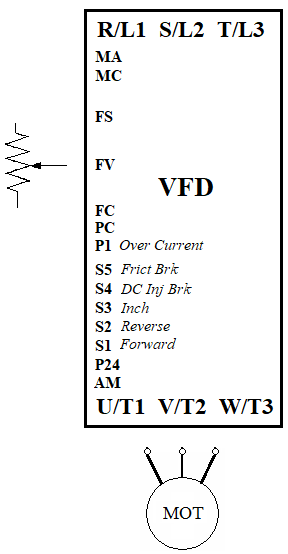 R/L1 S/L2 T/L3
MA
MC
FS
FV
VFD
FC
PC
P1 Over Current
S5 Frict Brk
S4 DC Inj Brk
S3 Inch
S2 Reverse
S1 Forward
P24
AM
U/T1 V/T2 W/T3
MOT